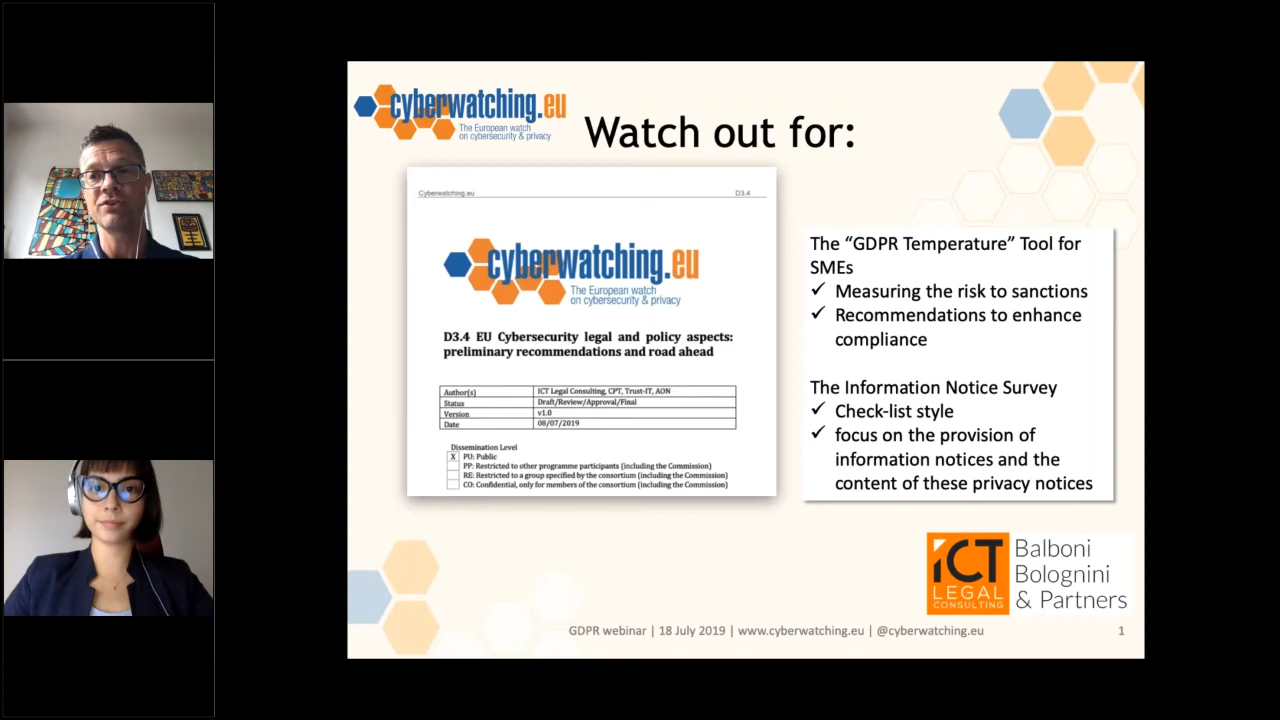 cyberwatching.eu
The European watch
on cybersecurity & privacy
Watch out for:
Cyberwatching.eu D3.4
cyberwatching.eu
The European watch
on cybersecurity & privacy
D3.4 EU Cybersecurity legal and policy aspects:
preliminary recommendations and road ahead
Author(s) ICT Legal Consulting, CPT, Trust-IT, AON
Status Draft/Review/Approval/Final
Version v1.0
Date 08/07/2019
Dissemination Level
X PU: Public
PP: Restricted to other programme participants (including the Commission)
RE: Restricted to a group specified by the consortium (including the Commission)
CO: Confidential, only for members of the consortium (including the Commission)
The “GDPR Temperature” Tool for
SMEs
✓ Measuring the risk to sanctions
✓ Recommendations to enhance
compliance
The Information Notice Survey
✓ Check-list style
✓ focus on the provision of
information notices and the
content of these privacy notices
iCT
LEGAL
CONSULTING
Balboni
Bolognini
& Partners
GDPR webinar | 18 July 2019 | www.cyberwatching.eu | @cyberwatching.eu 1